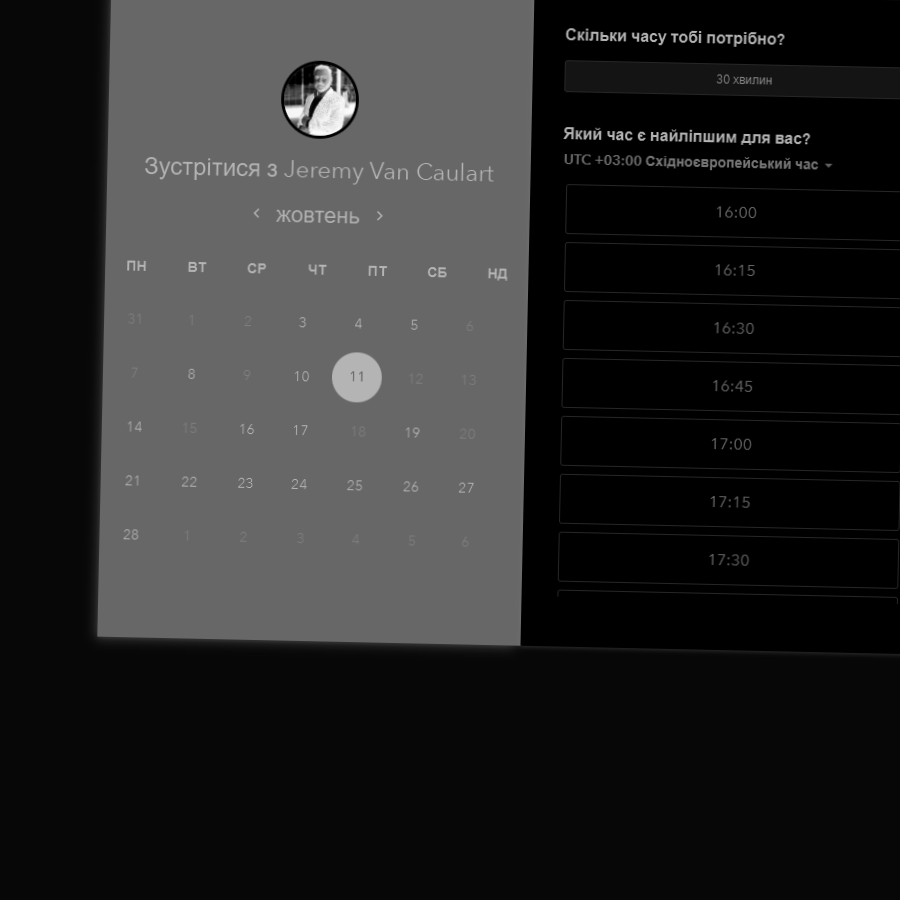 Зустрітися з Jeremy Van Caulart
жовтень
ПН ВТ СР ЧТ ПТ СБ НД
31 1 2 3 4 5 6
7 8 9 10 11 12 13
14 15 16 17 18 19 20
21 22 23 24 25 26 27
28 1 2 3 4 5 6
Скільки часу тобі потрібно?
30 хвилин
Який час є найліпшим для вас?
UTC +03:00 Східноєвропейський час
16:00
16:15
16:30
16:45
17:00
17:15
17:30